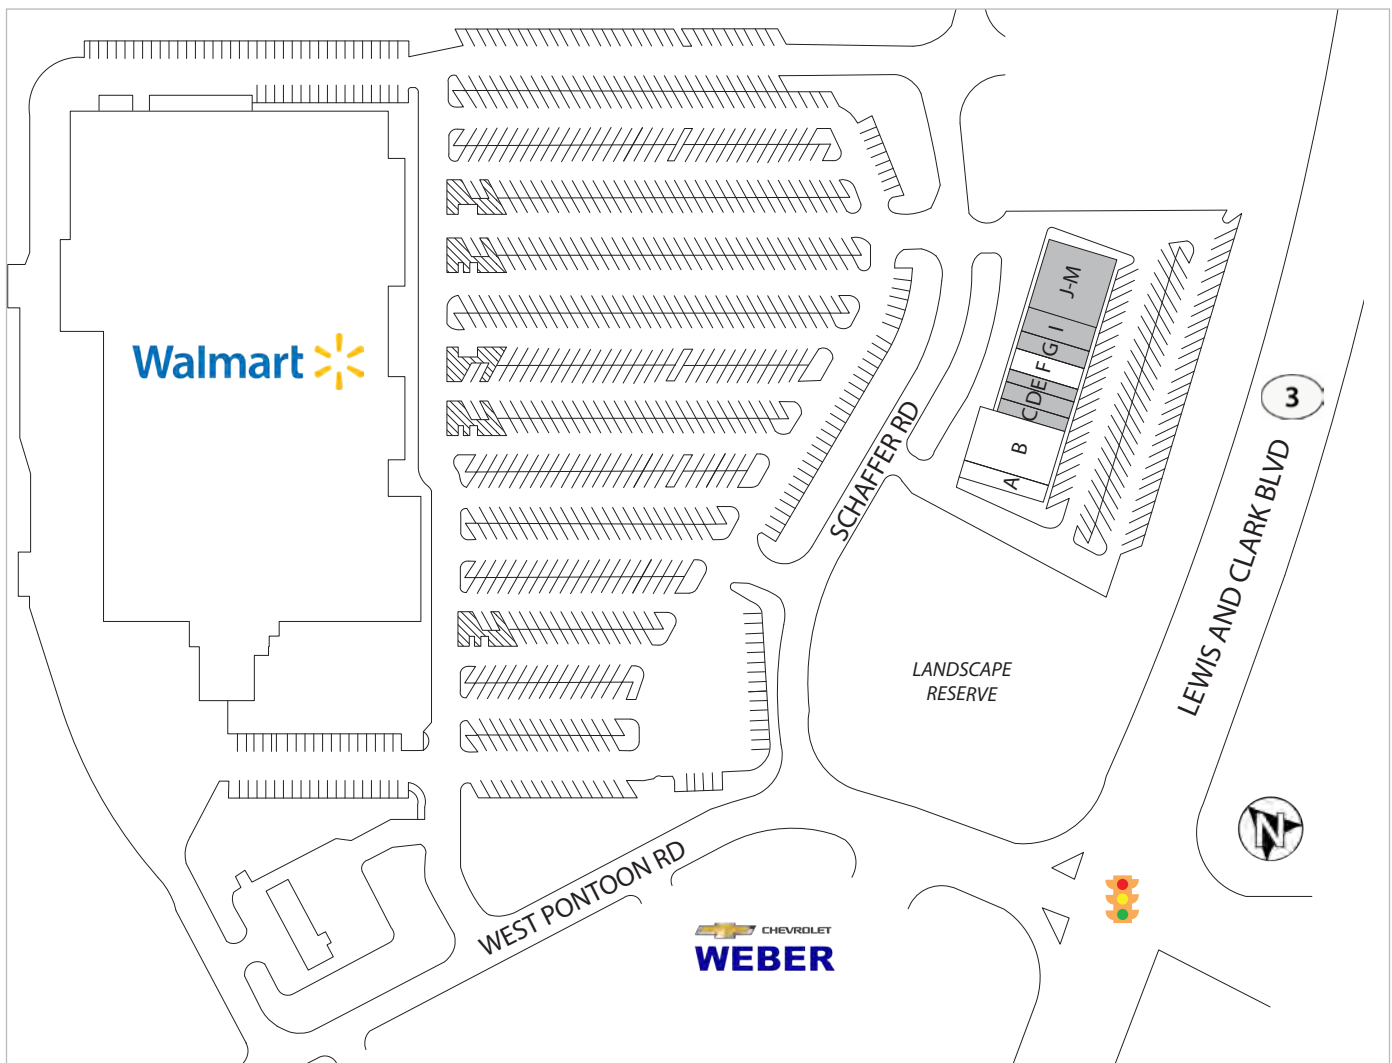 J-M
I
G
F
E
D
C
B
A
Walmart
3
SCHAFFER RD
LEWIS AND CLARK BLVD
LANDSCAPE
RESERVE
N
WEST PONTOON RD
CHEVROLET
WEBER